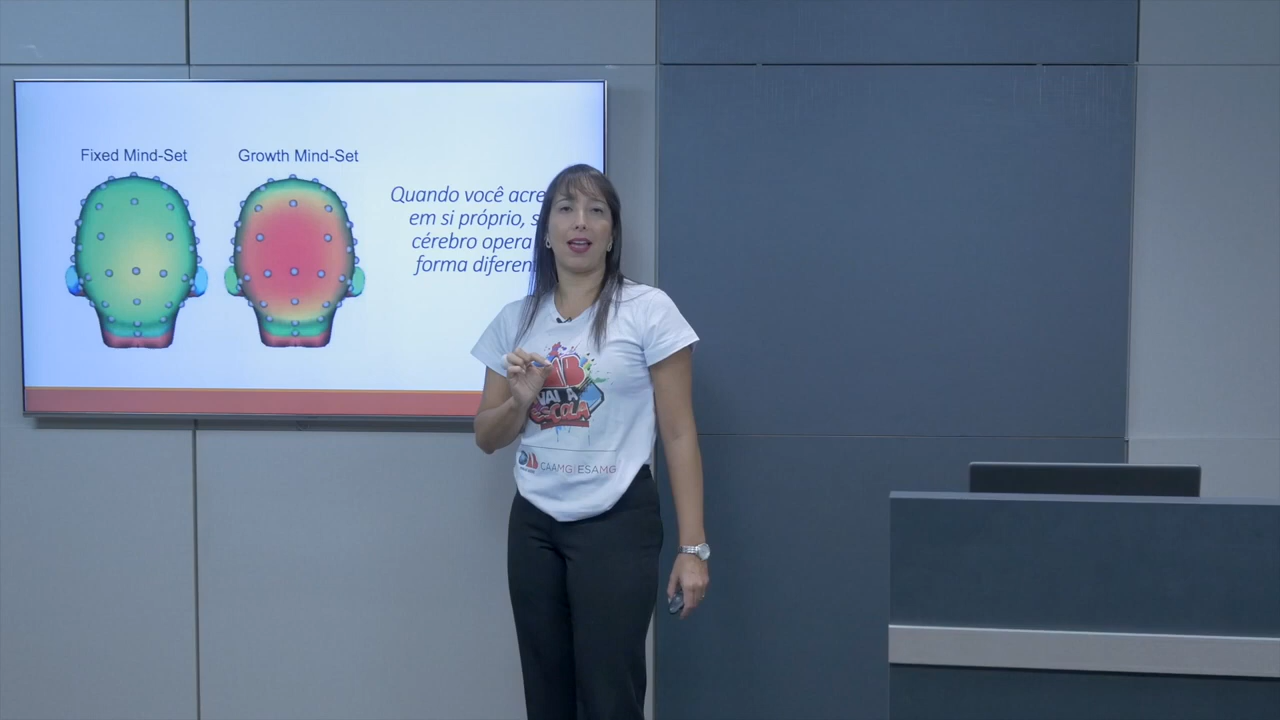 Fixed Mind-Set
Growth Mind-Set
Quando você acre
em si próprio, s
cérebro opera
forma diferen
VAI À
ESCOLA
CAAMG|ESAMG